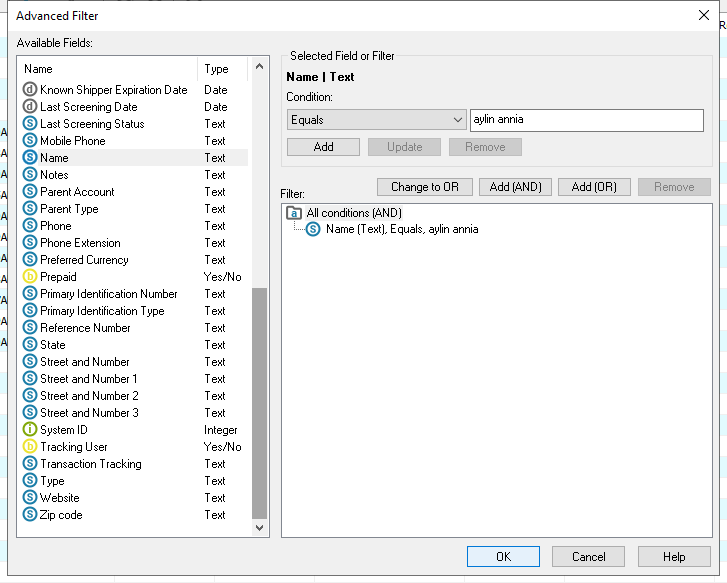 Advanced Filter
Available Fields:
Name Type
Known Shipper Expiration Date Date
Last Screening Date Date
Last Screening Status Text
Mobile Phone Text
Name Text
Notes Text
Parent Account Text
Parent Type Text
Phone Text
Phone Extension Text
Preferred Currency Text
Prepaid Yes/No
Primary Identification Number Text
Primary Identification Type Text
Reference Number Text
State Text
Street and Number Text
Street and Number 1 Text
Street and Number 2 Text
Street and Number 3 Text
System ID Integer
Tracking User Yes/No
Transaction Tracking Text
Type Text
Website Text
Zip code Text
Selected Field or Filter
Name | Text
Condition:
Equals aylin annia
Add Update Remove
Change to OR Add (AND) Add (OR) Remove
Filter:
All conditions (AND)
Name (Text), Equals, aylin annia
OK Cancel Help